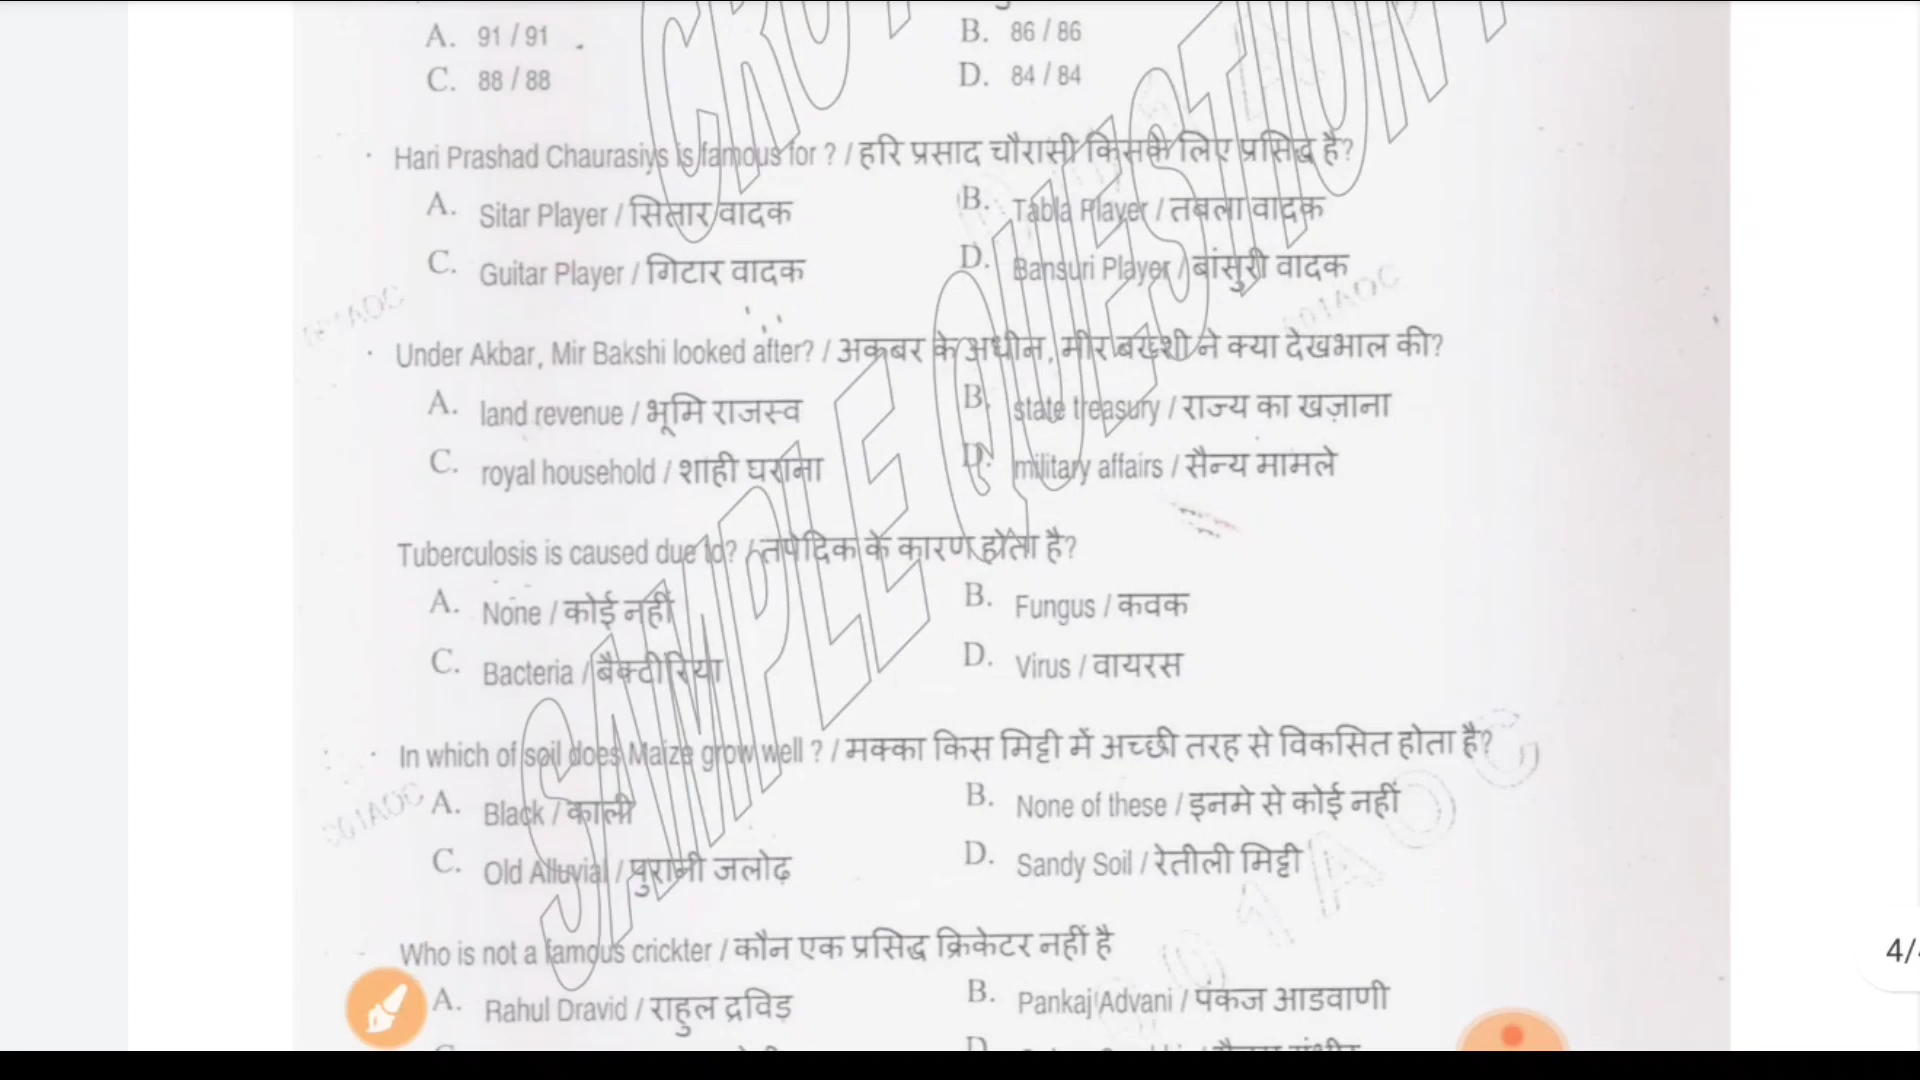 A. 91 / 91 B. 86 / 86
C. 88 / 88 D. 84 / 84
Hari Prashad Chaurasiys is famous for ? / हरि प्रसाद चौरासी किसके लिए प्रसिद्ध है?
A. Sitar Player / सितार वादक B. Tabla Player / तबला वादक
C. Guitar Player / गिटार वादक D. Bansuri Player / बांसुरी वादक
Under Akbar, Mir Bakshi looked after? / अकबर के अधीन, मीर बख्शी ने क्या देखभाल की?
A. land revenue / भूमि राजस्व B. state treasury / राज्य का खज़ाना
C. royal household / शाही घराना D. military affairs / सैन्य मामले
Tuberculosis is caused due to? / तपेदिक के कारण होता है?
A. None / कोई नहीं B. Fungus / कवक
C. Bacteria / बैक्टीरिया D. Virus / वायरस
In which of soil does Maize grow well ? / मक्का किस मिट्टी में अच्छी तरह से विकसित होता है?
A. Black / काली B. None of these / इनमे से कोई नहीं
C. Old Alluvial / पुरानी जलोढ़ D. Sandy Soil / रेतीली मिट्टी
Who is not a famous crickter / कौन एक प्रसिद्ध क्रिकेटर नहीं है
A. Rahul Dravid / राहुल द्रविड़ B. Pankaj Advani / पंकज आडवाणी
SAMPLE QUESTION
001AOC
4/